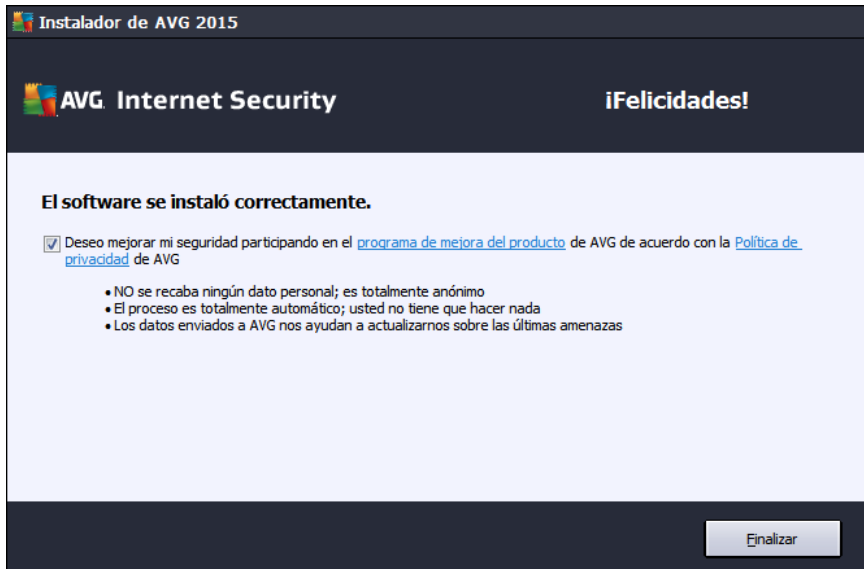 Instalador de AVG 2015
AVG. Internet Security
¡Felicidades!
El software se instaló correctamente.
Deseo mejorar mi seguridad participando en el programa de mejora del producto de AVG de acuerdo con la Política de
privacidad de AVG
• NO se recaba ningún dato personal; es totalmente anónimo
• El proceso es totalmente automático; usted no tiene que hacer nada
• Los datos enviados a AVG nos ayudan a actualizarnos sobre las últimas amenazas
Finalizar